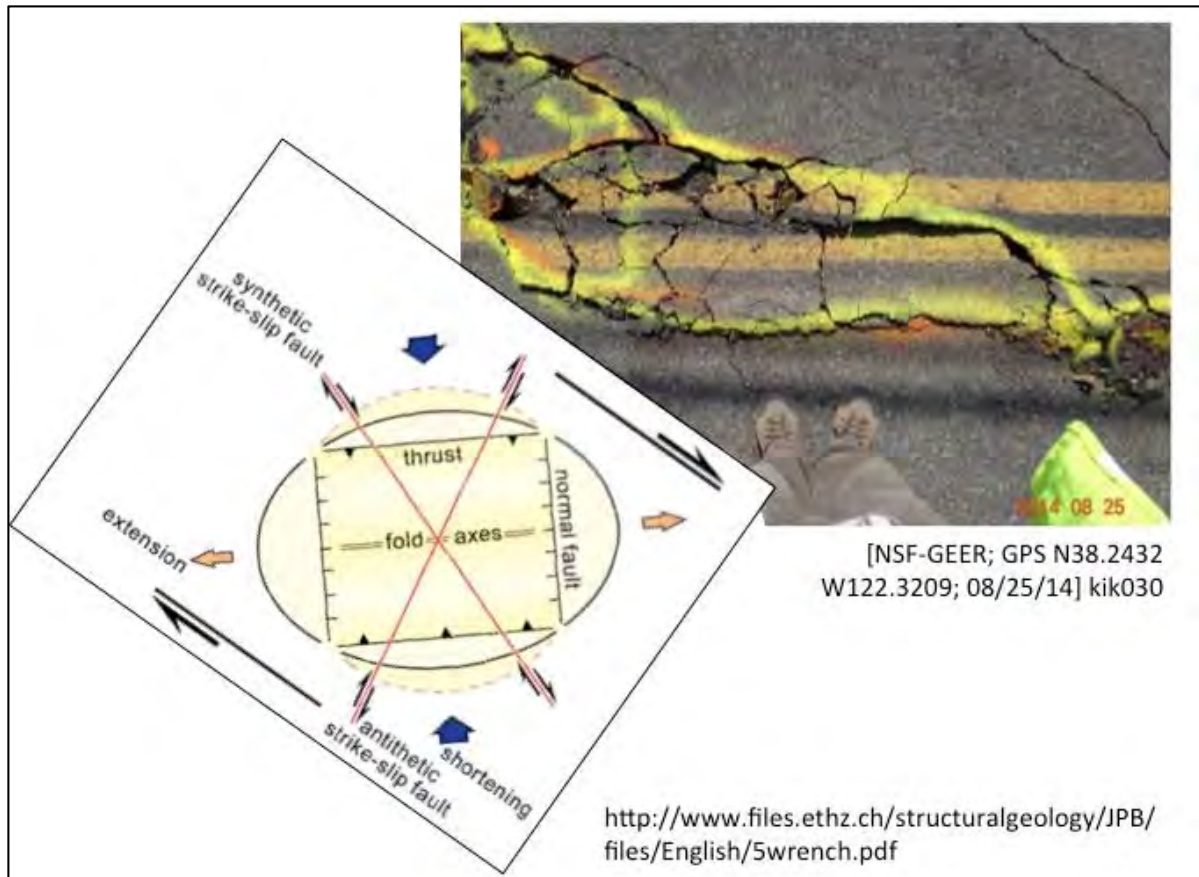 synthetic
strike-slip fault
thrust
normal fault
fold axes
extension
antithetic
strike-slip fault
shortening
2014 08 25
[NSF-GEER; GPS N38.2432
W122.3209; 08/25/14] kik030
http://www.files.ethz.ch/structuralgeology/JPB/
files/English/5wrench.pdf